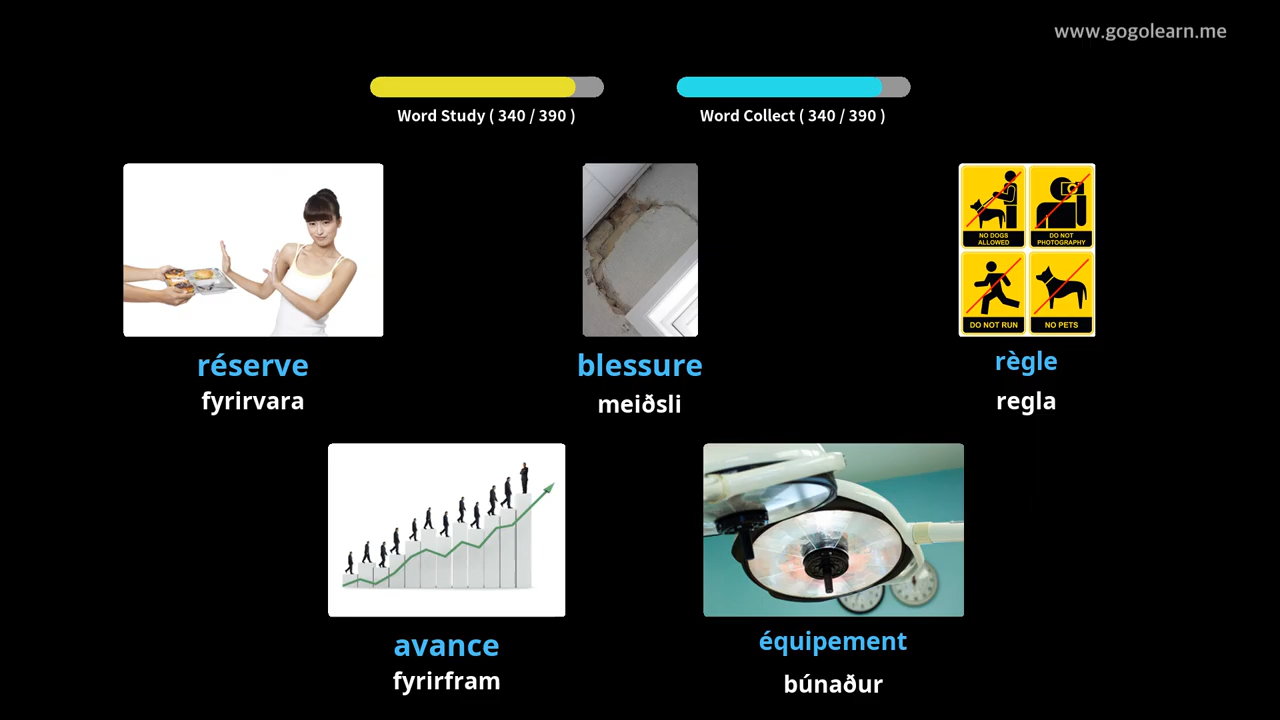 www.gogolearn.me
Word Study ( 340 / 390 )
Word Collect ( 340 / 390 )
NO DOGS
ALLOWED
DO NOT
PHOTOGRAPHY
DO NOT RUN
NO PETS
réserve
blessure
règle
fyrirvara
meiðsli
regla
avance
équipement
fyrirfram
búnaður